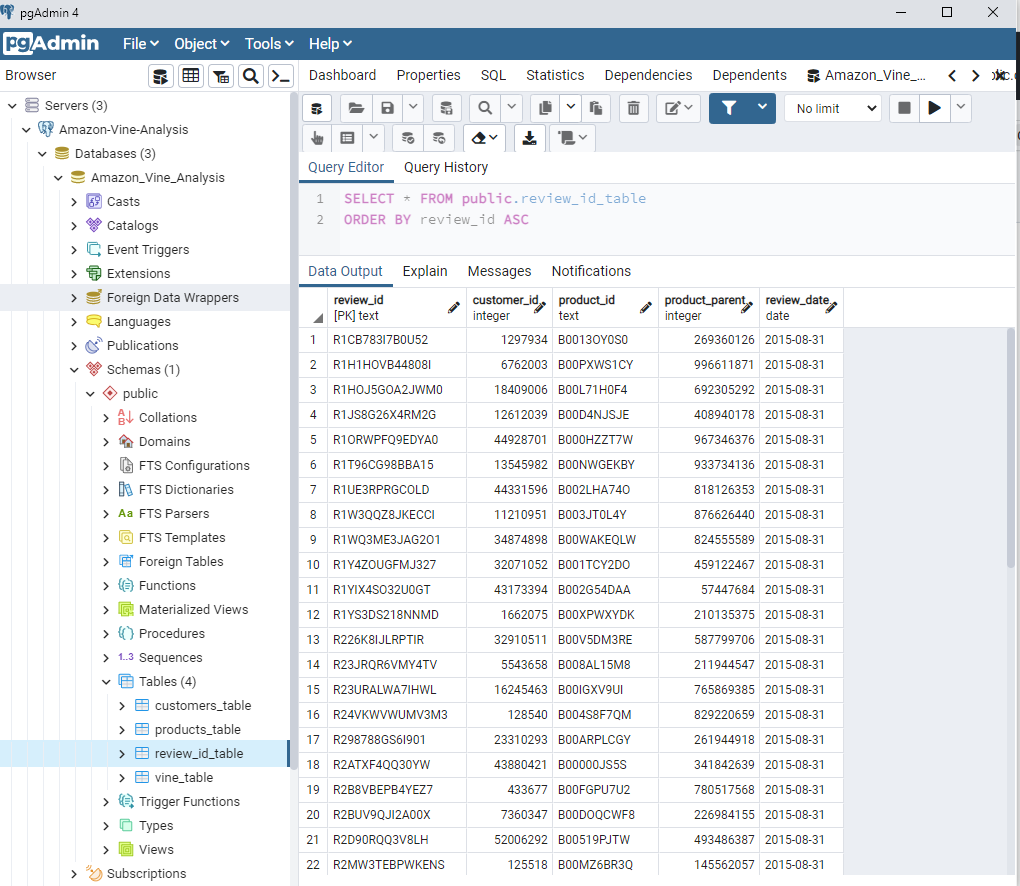 pgAdmin 4
pgAdmin File Object Tools Help
Browser
Dashboard Properties SQL Statistics Dependencies Dependents Amazon_Vine_...
Servers (3)
Amazon-Vine-Analysis
Databases (3)
Amazon_Vine_Analysis
Casts
Catalogs
Event Triggers
Extensions
Foreign Data Wrappers
Languages
Publications
Schemas (1)
public
Collations
Domains
FTS Configurations
FTS Dictionaries
Aa FTS Parsers
FTS Templates
Foreign Tables
Functions
Materialized Views
Procedures
1..3 Sequences
Tables (4)
customers_table
products_table
review_id_table
vine_table
Trigger Functions
Types
Views
Subscriptions
No limit
Query Editor Query History
1 SELECT * FROM public.review_id_table
2 ORDER BY review_id ASC
Data Output Explain Messages Notifications
review_id customer_id product_id product_parent review_date
[PK] text integer text integer date
1 R1CB783I7B0U52 1297934 B0013OY0S0 269360126 2015-08-31
2 R1H1HOVB44808I 6762003 B00PXWS1CY 996611871 2015-08-31
3 R1HOJ5GOA2JWM0 18409006 B00L71H0F4 692305292 2015-08-31
4 R1JS8G26X4RM2G 12612039 B00D4NJSJE 408940178 2015-08-31
5 R1ORWPFQ9EDYA0 44928701 B000HZZT7W 967346376 2015-08-31
6 R1T96CG98BBA15 13545982 B00NWGEKBY 933734136 2015-08-31
7 R1UE3RPRGCOLD 44331596 B002LHA74O 818126353 2015-08-31
8 R1W3QQZ8JKECCI 11210951 B003JT0L4Y 876626440 2015-08-31
9 R1WQ3ME3JAG2O1 34874898 B00WAKEQLW 824555589 2015-08-31
10 R1Y4ZOUGFMJ327 32071052 B001TCY2DO 459122467 2015-08-31
11 R1YIX4SO32U0GT 43173394 B002G54DAA 57447684 2015-08-31
12 R1YS3DS218NNMD 1662075 B00XPWXYDK 210135375 2015-08-31
13 R226K8IJLRPTIR 32910511 B00V5DM3RE 587799706 2015-08-31
14 R23JRQR6VMY4TV 5543658 B008AL15M8 211944547 2015-08-31
15 R23URALWA7IHWL 16245463 B00IGXV9UI 765869385 2015-08-31
16 R24VKWVWUMV3M3 128540 B004S8F7QM 829220659 2015-08-31
17 R298788GS6I901 23310293 B00ARPLCGY 261944918 2015-08-31
18 R2ATXF4QQ30YW 43880421 B00000JS5S 341842639 2015-08-31
19 R2B8VBEPB4YEZ7 433677 B00FGPU7U2 780517568 2015-08-31
20 R2BUV9QJI2A00X 7360347 B00DOQCWF8 226984155 2015-08-31
21 R2D90RQQ3V8LH 52006292 B00519PJTW 493486387 2015-08-31
22 R2MW3TEBPWKENS 125518 B00MZ6BR3Q 145562057 2015-08-31